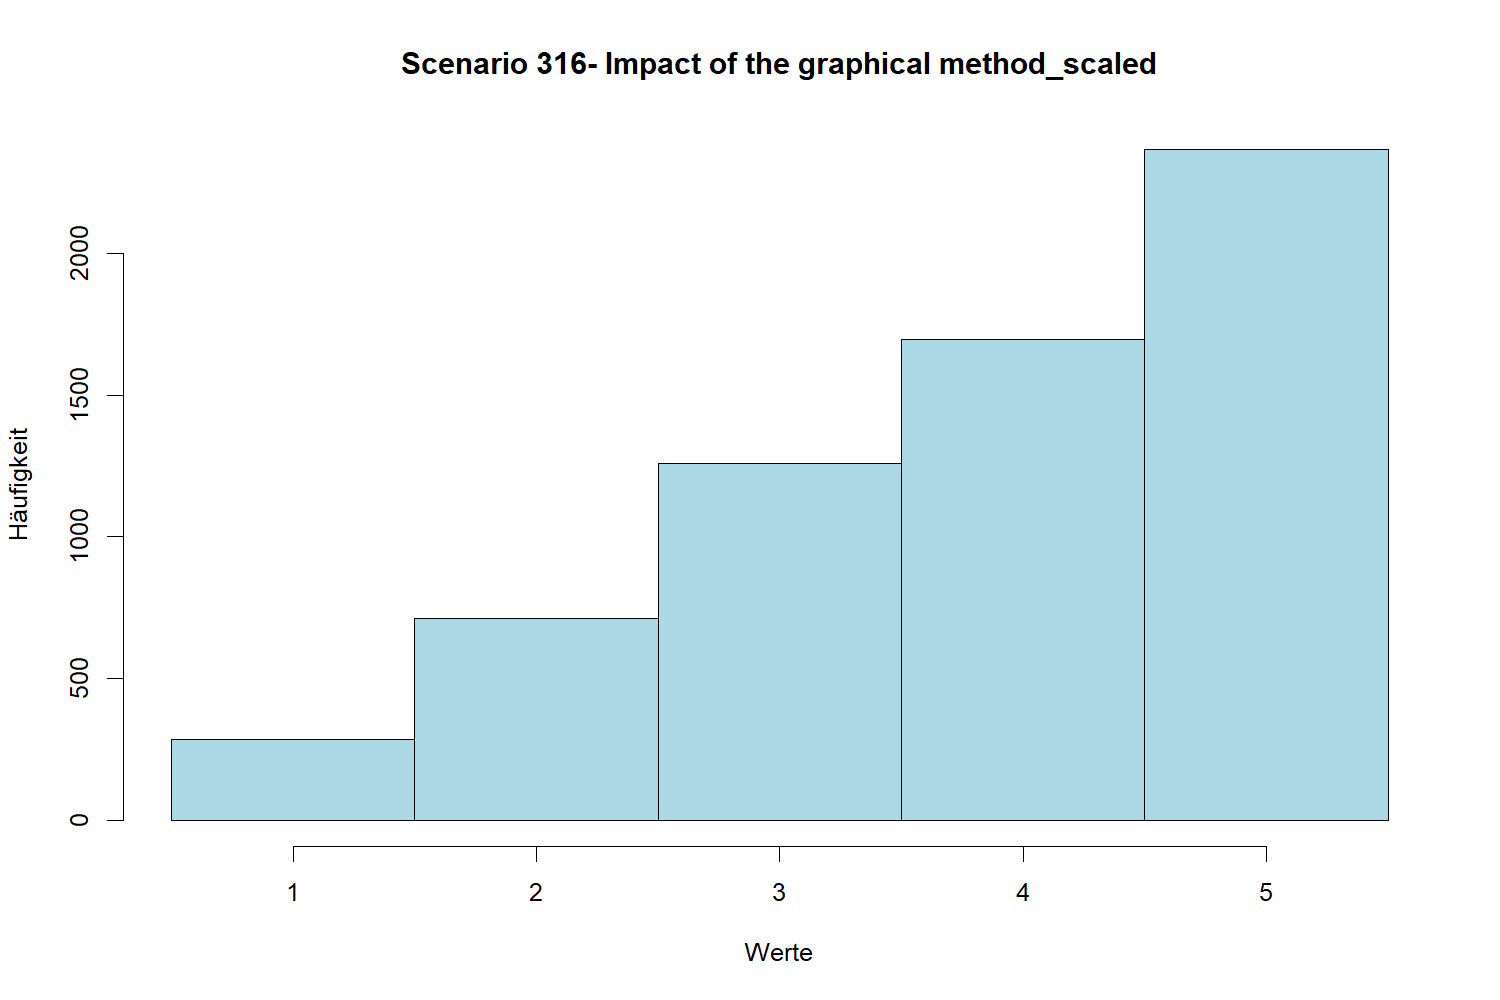 Scenario 316- Impact of the graphical method_scaled
Häufigkeit
2000
1500
1000
500
0
1 2 3 4 5
Werte